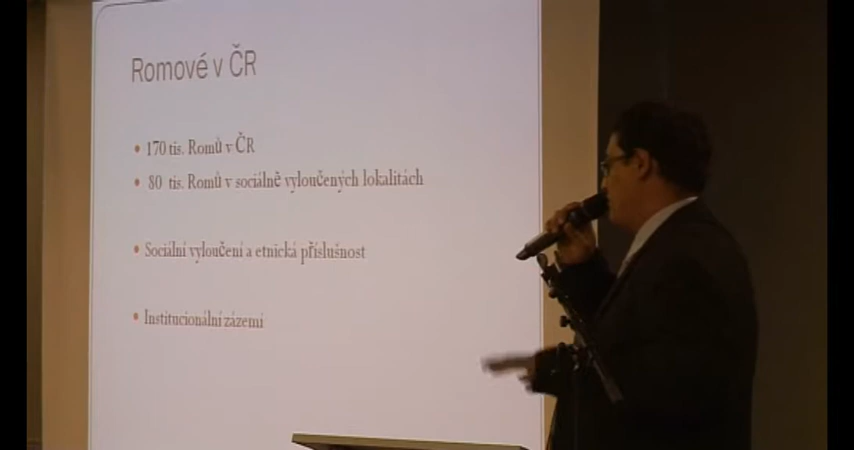 Romové v ČR
170 tis. Romů v ČR
80 tis. Romů v sociálně vyloučených lokalitách
Sociální vyloučení a etnická příslušnost
Institucionální zázemí